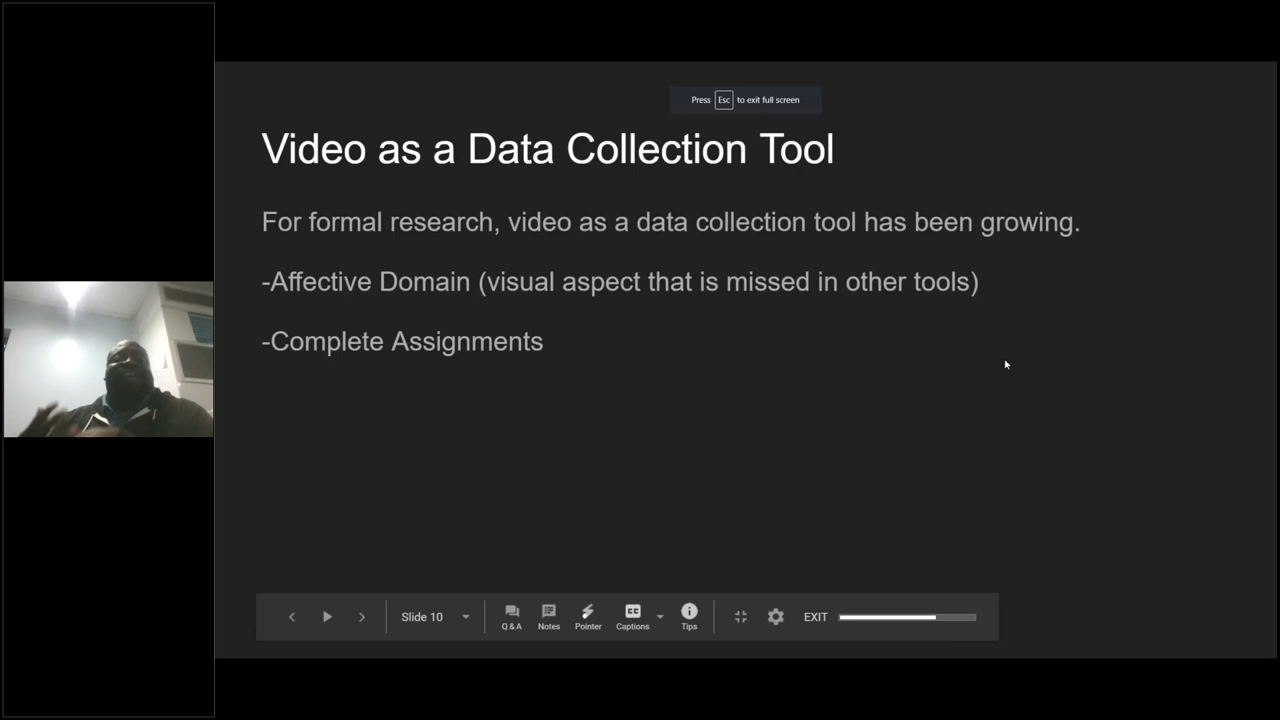 Press Esc to exit full screen
Video as a Data Collection Tool
For formal research, video as a data collection tool has been growing.
-Affective Domain (visual aspect that is missed in other tools)
-Complete Assignments
Slide 10
Q & A
Notes
Pointer
CC
Captions
Tips
EXIT